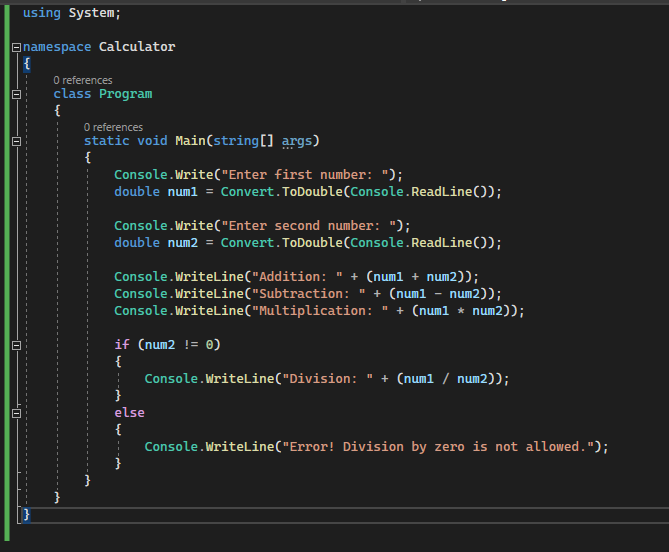 using System;
namespace Calculator
{
0 references
class Program
{
0 references
static void Main(string[] args)
{
Console.Write("Enter first number: ");
double num1 = Convert.ToDouble(Console.ReadLine());
Console.Write("Enter second number: ");
double num2 = Convert.ToDouble(Console.ReadLine());
Console.WriteLine("Addition: " + (num1 + num2));
Console.WriteLine("Subtraction: " + (num1 - num2));
Console.WriteLine("Multiplication: " + (num1 * num2));
if (num2 != 0)
{
Console.WriteLine("Division: " + (num1 / num2));
}
else
{
Console.WriteLine("Error! Division by zero is not allowed.");
}
}
}
}